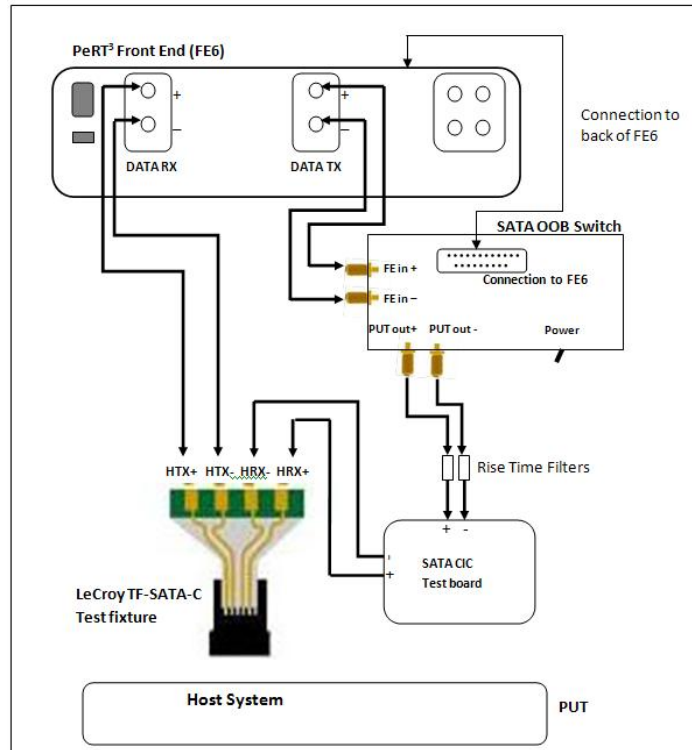 PeRT³ Front End (FE6)
+
–
DATA RX
+
–
DATA TX
Connection to
back of FE6
SATA OOB Switch
Connection to FE6
FE in +
FE in –
PUT out+ PUT out -
Power
Rise Time Filters
HTX+ HTX- HRX- HRX+
+ -
-
+
SATA CIC
Test board
LeCroy TF-SATA-C
Test fixture
Host System
PUT